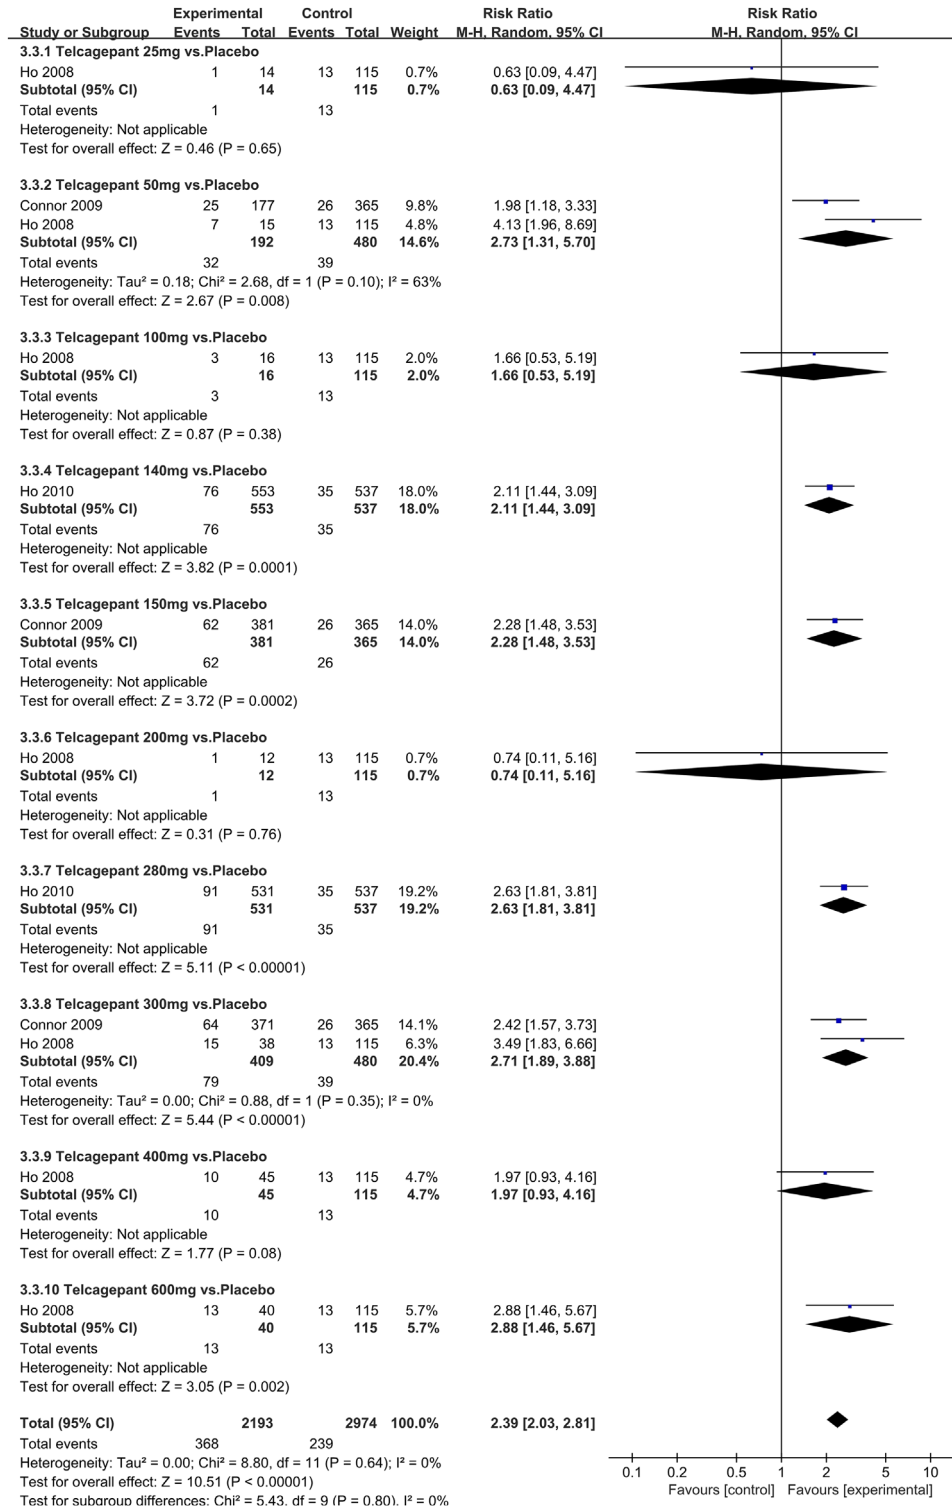 Experimental Control Risk Ratio Risk Ratio
Study or Subgroup Events Total Events Total Weight M-H, Random, 95% CI M-H, Random, 95% CI
3.3.1 Telcagepant 25mg vs.Placebo
Ho 2008 1 14 13 115 0.7% 0.63 [0.09, 4.47]
Subtotal (95% CI) 14 115 0.7% 0.63 [0.09, 4.47]
Total events 1 13
Heterogeneity: Not applicable
Test for overall effect: Z = 0.46 (P = 0.65)
3.3.2 Telcagepant 50mg vs.Placebo
Connor 2009 25 177 26 365 9.8% 1.98 [1.18, 3.33]
Ho 2008 7 15 13 115 4.8% 4.13 [1.96, 8.69]
Subtotal (95% CI) 192 480 14.6% 2.73 [1.31, 5.70]
Total events 32 39
Heterogeneity: Tau² = 0.18; Chi² = 2.68, df = 1 (P = 0.10); I² = 63%
Test for overall effect: Z = 2.67 (P = 0.008)
3.3.3 Telcagepant 100mg vs.Placebo
Ho 2008 3 16 13 115 2.0% 1.66 [0.53, 5.19]
Subtotal (95% CI) 16 115 2.0% 1.66 [0.53, 5.19]
Total events 3 13
Heterogeneity: Not applicable
Test for overall effect: Z = 0.87 (P = 0.38)
3.3.4 Telcagepant 140mg vs.Placebo
Ho 2010 76 553 35 537 18.0% 2.11 [1.44, 3.09]
Subtotal (95% CI) 553 537 18.0% 2.11 [1.44, 3.09]
Total events 76 35
Heterogeneity: Not applicable
Test for overall effect: Z = 3.82 (P = 0.0001)
3.3.5 Telcagepant 150mg vs.Placebo
Connor 2009 62 381 26 365 14.0% 2.28 [1.48, 3.53]
Subtotal (95% CI) 381 365 14.0% 2.28 [1.48, 3.53]
Total events 62 26
Heterogeneity: Not applicable
Test for overall effect: Z = 3.72 (P = 0.0002)
3.3.6 Telcagepant 200mg vs.Placebo
Ho 2008 1 12 13 115 0.7% 0.74 [0.11, 5.16]
Subtotal (95% CI) 12 115 0.7% 0.74 [0.11, 5.16]
Total events 1 13
Heterogeneity: Not applicable
Test for overall effect: Z = 0.31 (P = 0.76)
3.3.7 Telcagepant 280mg vs.Placebo
Ho 2010 91 531 35 537 19.2% 2.63 [1.81, 3.81]
Subtotal (95% CI) 531 537 19.2% 2.63 [1.81, 3.81]
Total events 91 35
Heterogeneity: Not applicable
Test for overall effect: Z = 5.11 (P < 0.00001)
3.3.8 Telcagepant 300mg vs.Placebo
Connor 2009 64 371 26 365 14.1% 2.42 [1.57, 3.73]
Ho 2008 15 38 13 115 6.3% 3.49 [1.83, 6.66]
Subtotal (95% CI) 409 480 20.4% 2.71 [1.89, 3.88]
Total events 79 39
Heterogeneity: Tau² = 0.00; Chi² = 0.88, df = 1 (P = 0.35); I² = 0%
Test for overall effect: Z = 5.44 (P < 0.00001)
3.3.9 Telcagepant 400mg vs.Placebo
Ho 2008 10 45 13 115 4.7% 1.97 [0.93, 4.16]
Subtotal (95% CI) 45 115 4.7% 1.97 [0.93, 4.16]
Total events 10 13
Heterogeneity: Not applicable
Test for overall effect: Z = 1.77 (P = 0.08)
3.3.10 Telcagepant 600mg vs.Placebo
Ho 2008 13 40 13 115 5.7% 2.88 [1.46, 5.67]
Subtotal (95% CI) 40 115 5.7% 2.88 [1.46, 5.67]
Total events 13 13
Heterogeneity: Not applicable
Test for overall effect: Z = 3.05 (P = 0.002)
Total (95% CI) 2193 2974 100.0% 2.39 [2.03, 2.81]
Total events 368 239
Heterogeneity: Tau² = 0.00; Chi² = 8.80, df = 11 (P = 0.64); I² = 0%
Test for overall effect: Z = 10.51 (P < 0.00001)
Test for subgroup differences: Chi² = 5.43, df = 9 (P = 0.80), I² = 0%
0.1 0.2 0.5 1 2 5 10
Favours [control] Favours [experimental]